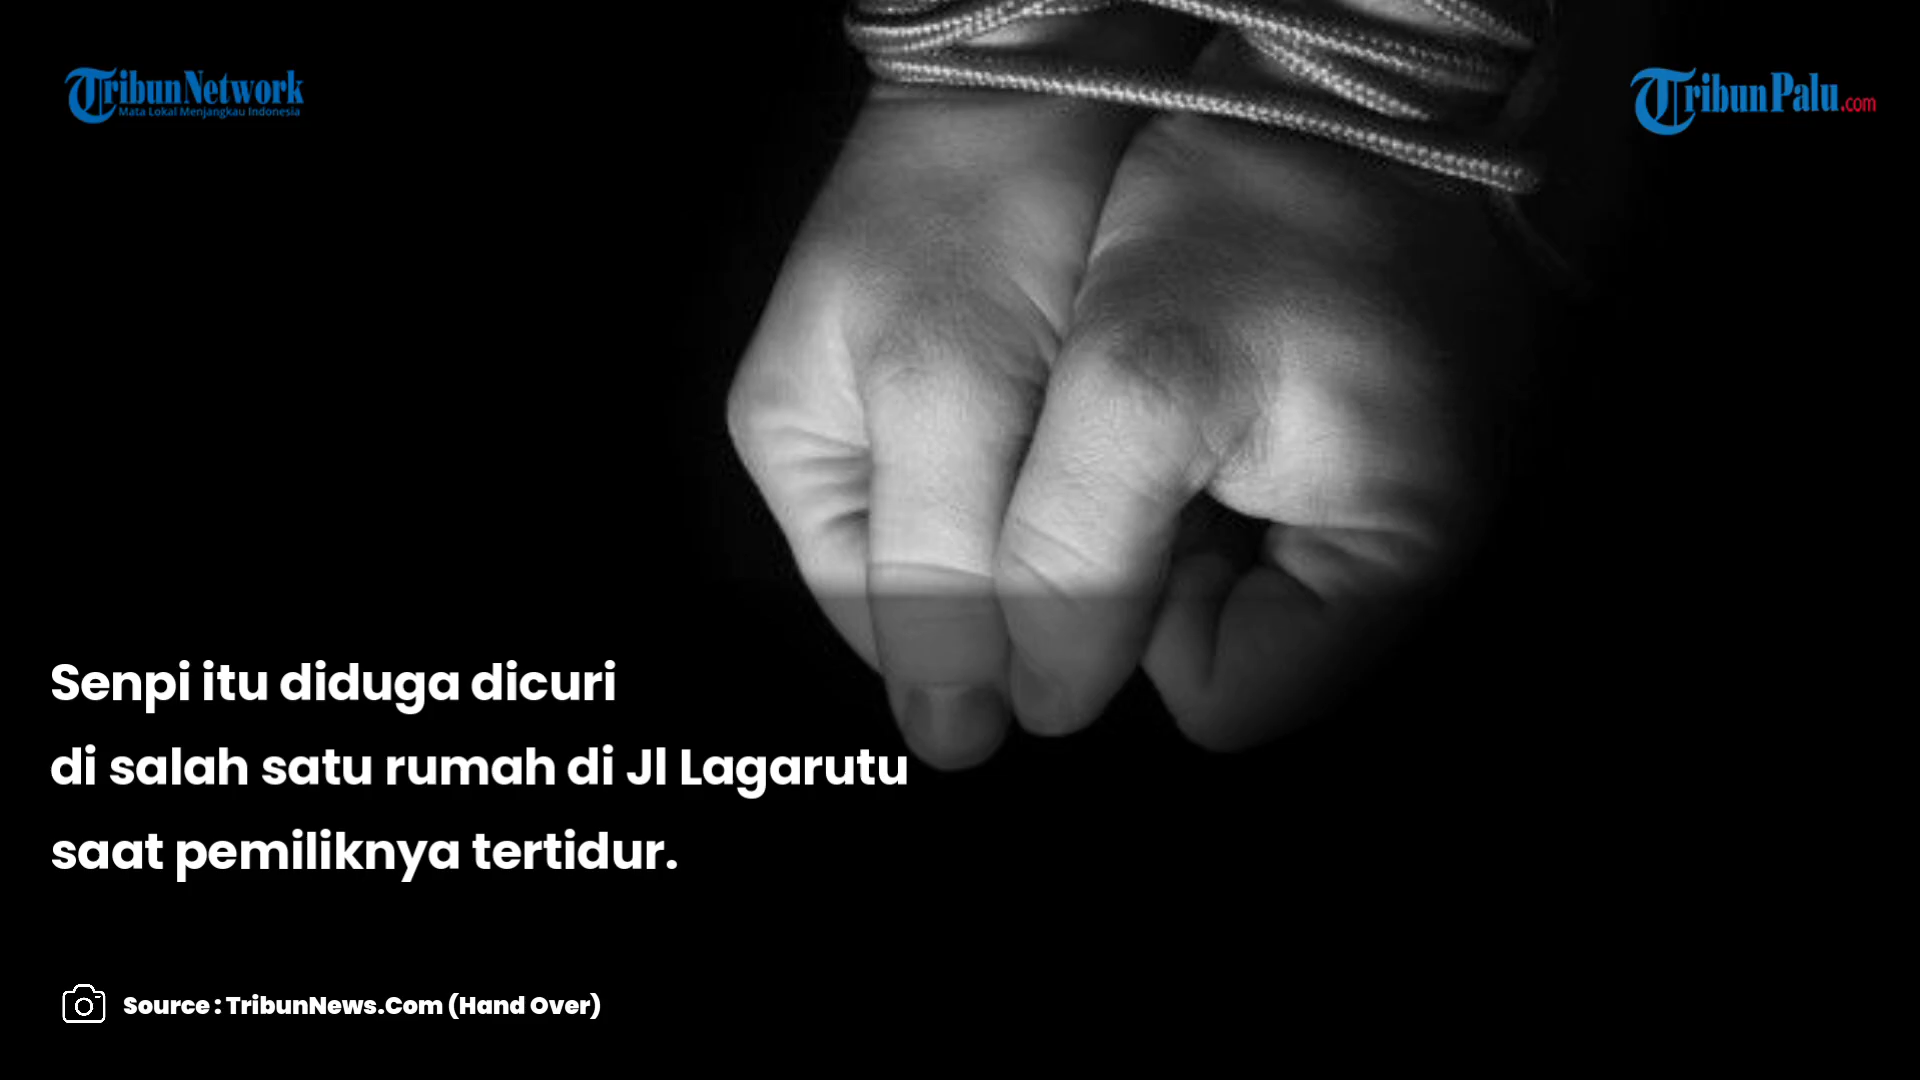 TribunNetwork
Mata Lokal Menjangkau Indonesia
TribunPalu.com
Senpi itu diduga dicuri
di salah satu rumah di Jl Lagarutu
saat pemiliknya tertidur.
Source : TribunNews.Com (Hand Over)